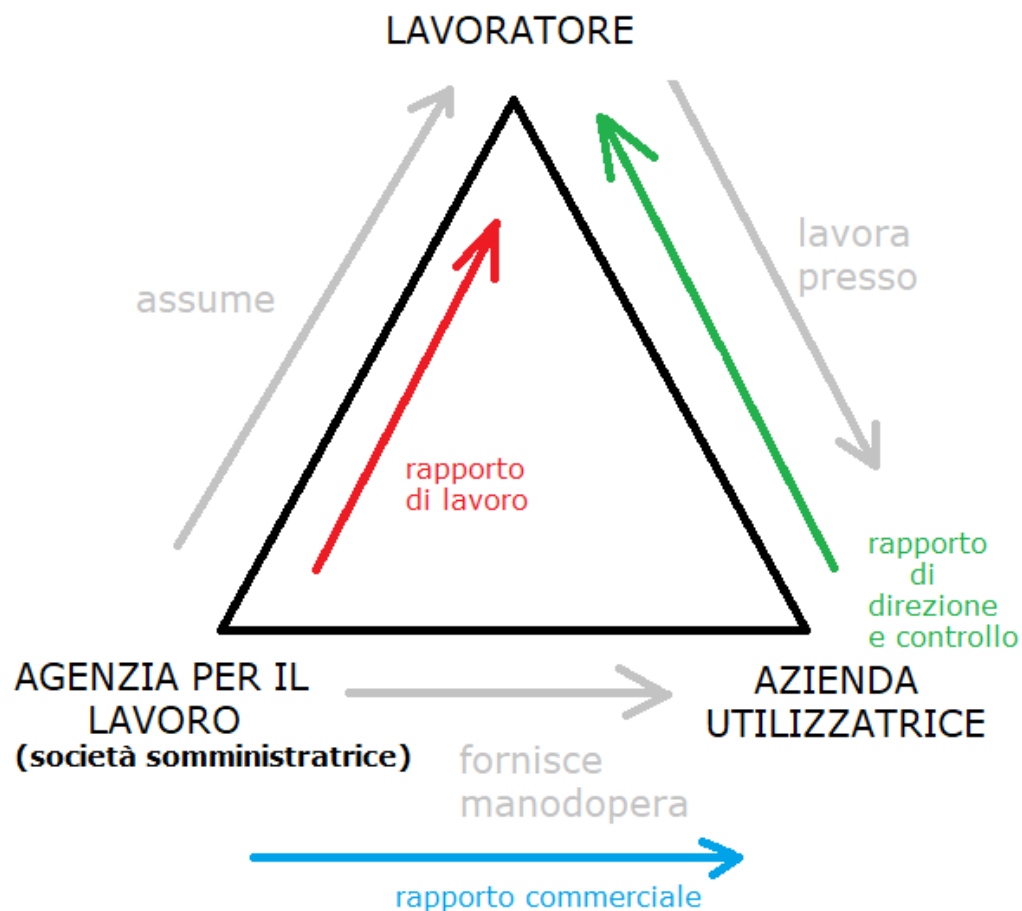 LAVORATORE
assume
lavora
presso
rapporto
di lavoro
rapporto
di
direzione
e controllo
AGENZIA PER IL
LAVORO
(società somministratrice)
AZIENDA
UTILIZZATRICE
fornisce
manodopera
rapporto commerciale